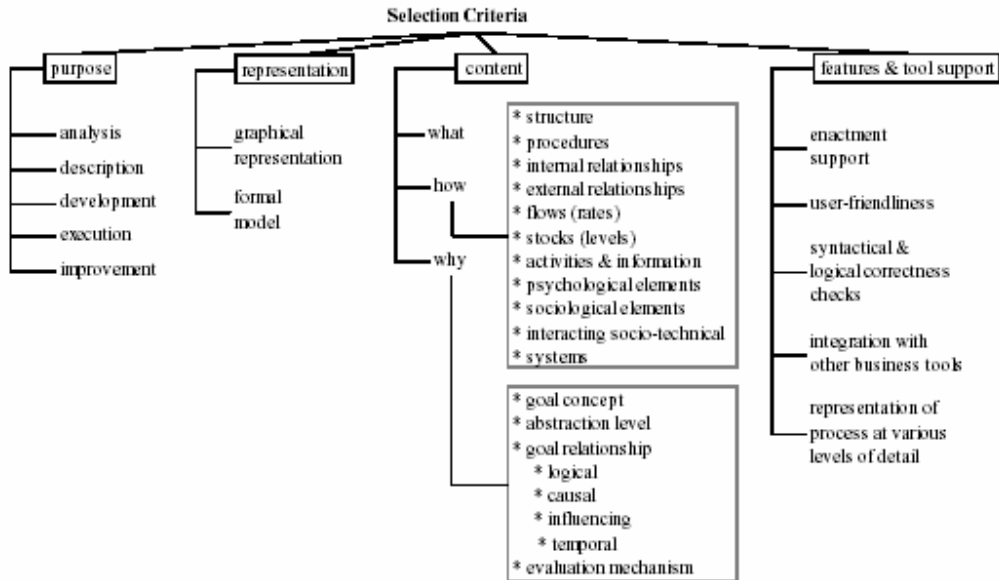 Selection Criteria
purpose
analysis
description
development
execution
improvement
representation
graphical
representation
formal
model
content
what
how
why
* structure
* procedures
* internal relationships
* external relationships
* flows (rates)
* stocks (levels)
* activities & information
* psychological elements
* sociological elements
* interacting socio-technical
* systems
* goal concept
* abstraction level
* goal relationship
* logical
* causal
* influencing
* temporal
* evaluation mechanism
features & tool support
enactment
support
user-friendliness
syntactical &
logical correctness
checks
integration with
other business tools
representation of
process at various
levels of detail